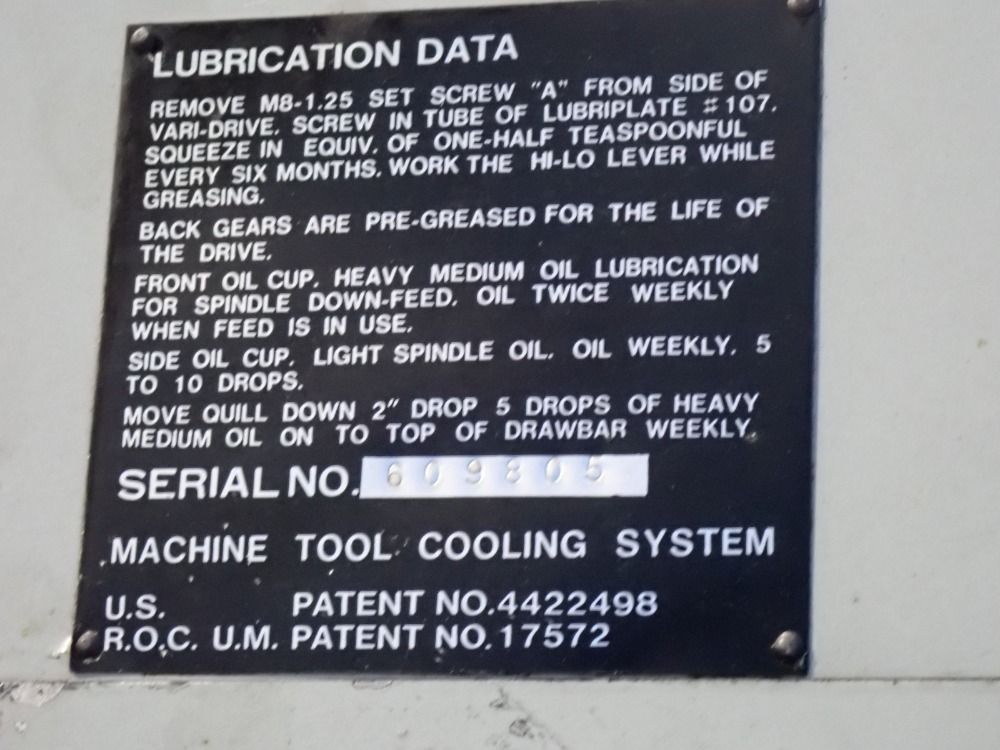 LUBRICATION DATA
REMOVE M8-1.25 SET SCREW "A" FROM SIDE OF
VARI-DRIVE. SCREW IN TUBE OF LUBRIPLATE #107.
SQUEEZE IN EQUIV. OF ONE-HALF TEASPOONFUL
EVERY SIX MONTHS. WORK THE HI-LO LEVER WHILE
GREASING.
BACK GEARS ARE PRE-GREASED FOR THE LIFE OF
THE DRIVE.
FRONT OIL CUP. HEAVY MEDIUM OIL LUBRICATION
FOR SPINDLE DOWN-FEED. OIL TWICE WEEKLY
WHEN FEED IS IN USE.
SIDE OIL CUP. LIGHT SPINDLE OIL. OIL WEEKLY. 5
TO 10 DROPS.
MOVE QUILL DOWN 2" DROP 5 DROPS OF HEAVY
MEDIUM OIL ON TO TOP OF DRAWBAR WEEKLY.
SERIAL NO. 609805
MACHINE TOOL COOLING SYSTEM
U.S. PATENT NO.4422498
R.O.C. U.M. PATENT NO.17572